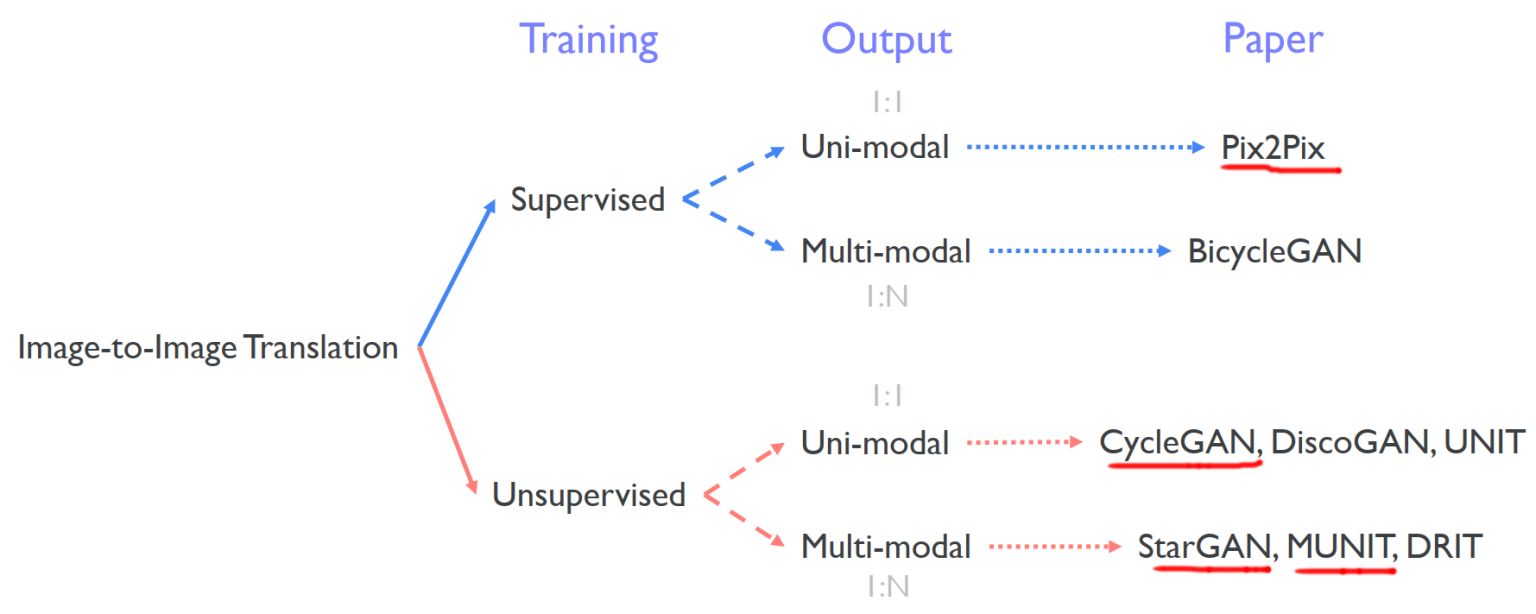 Training Output Paper
1:1
Uni-modal Pix2Pix
Supervised
Multi-modal BicycleGAN
1:N
Image-to-Image Translation
1:1
Uni-modal CycleGAN, DiscoGAN, UNIT
Unsupervised
Multi-modal StarGAN, MUNIT, DRIT
1:N